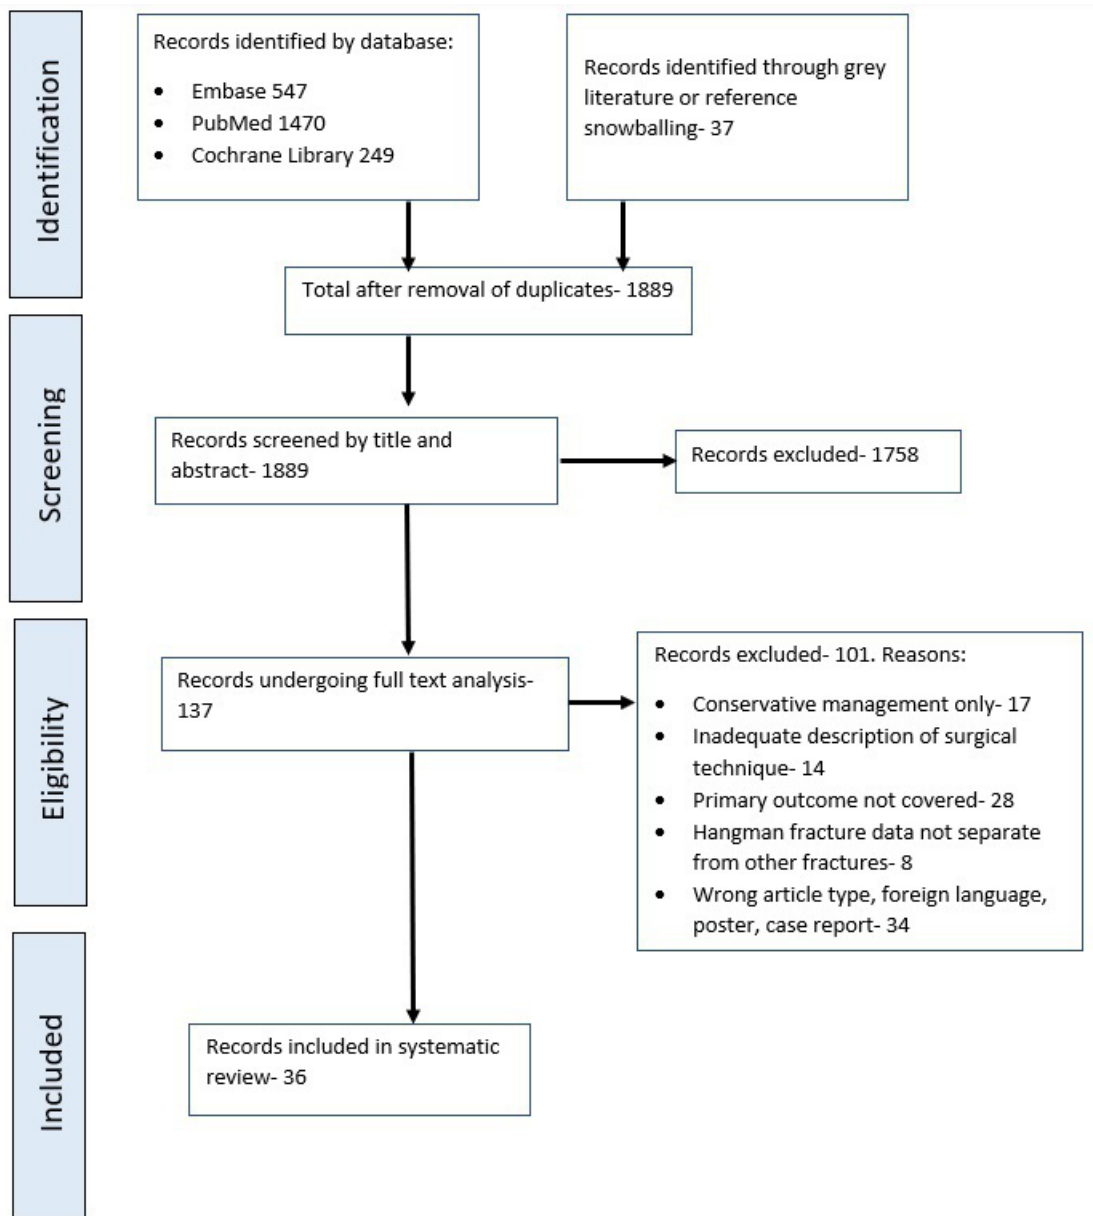 Identification
Records identified by database:
• Embase 547
• PubMed 1470
• Cochrane Library 249
Records identified through grey
literature or reference
snowballing- 37
Total after removal of duplicates- 1889
Screening
Records screened by title and
abstract- 1889
Records excluded- 1758
Eligibility
Records undergoing full text analysis-
137
Records excluded- 101. Reasons:
• Conservative management only- 17
• Inadequate description of surgical
technique- 14
• Primary outcome not covered- 28
• Hangman fracture data not separate
from other fractures- 8
• Wrong article type, foreign language,
poster, case report- 34
Included
Records included in systematic
review- 36